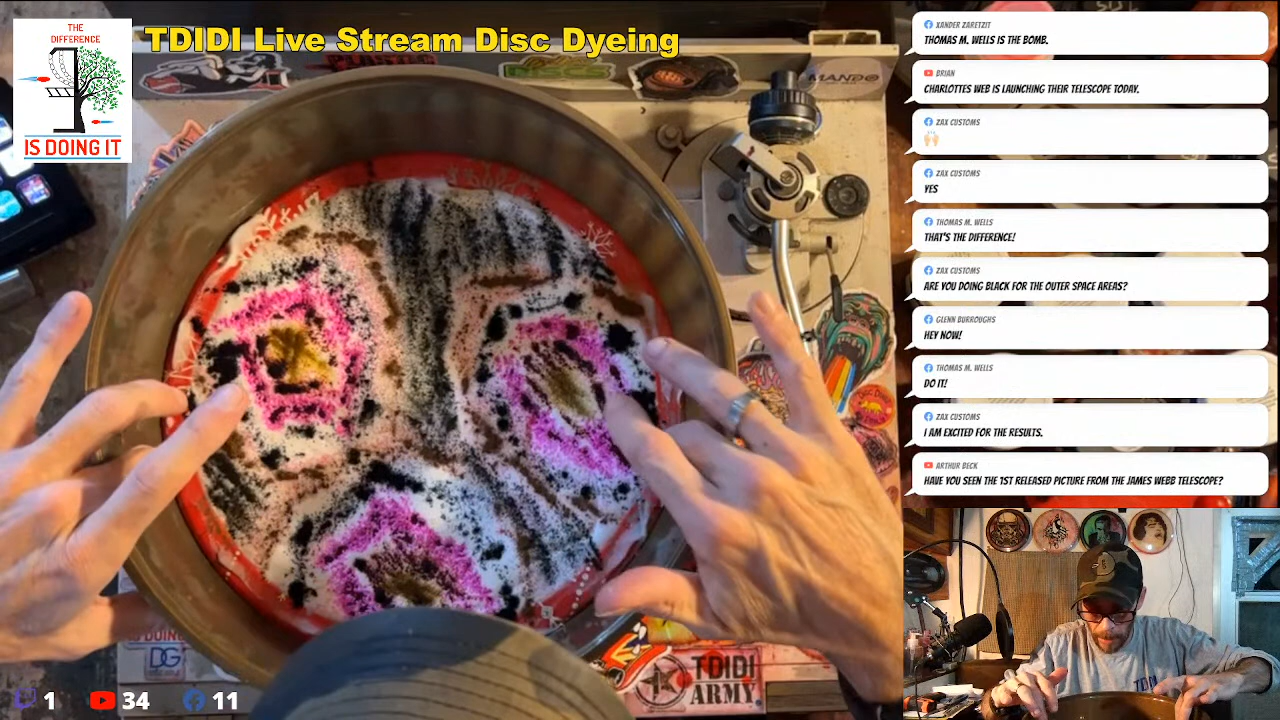 THE
DIFFERENCE
IS DOING IT
TDIDI Live Stream Disc Dyeing
DISCS
MANDO
DG
TDIDI
ARMY
1
34
11
XANDER ZARETZIT
THOMAS M. WELLS IS THE BOMB.
BRIAN
CHARLOTTES WEB IS LAUNCHING THEIR TELESCOPE TODAY.
ZAX CUSTOMS
ZAX CUSTOMS
YES
THOMAS M. WELLS
THAT'S THE DIFFERENCE!
ZAX CUSTOMS
ARE YOU DOING BLACK FOR THE OUTER SPACE AREAS?
GLENN BURROUGHS
HEY NOW!
THOMAS M. WELLS
DO IT!
ZAX CUSTOMS
I AM EXCITED FOR THE RESULTS.
ARTHUR BECK
HAVE YOU SEEN THE 1ST RELEASED PICTURE FROM THE JAMES WEBB TELESCOPE?